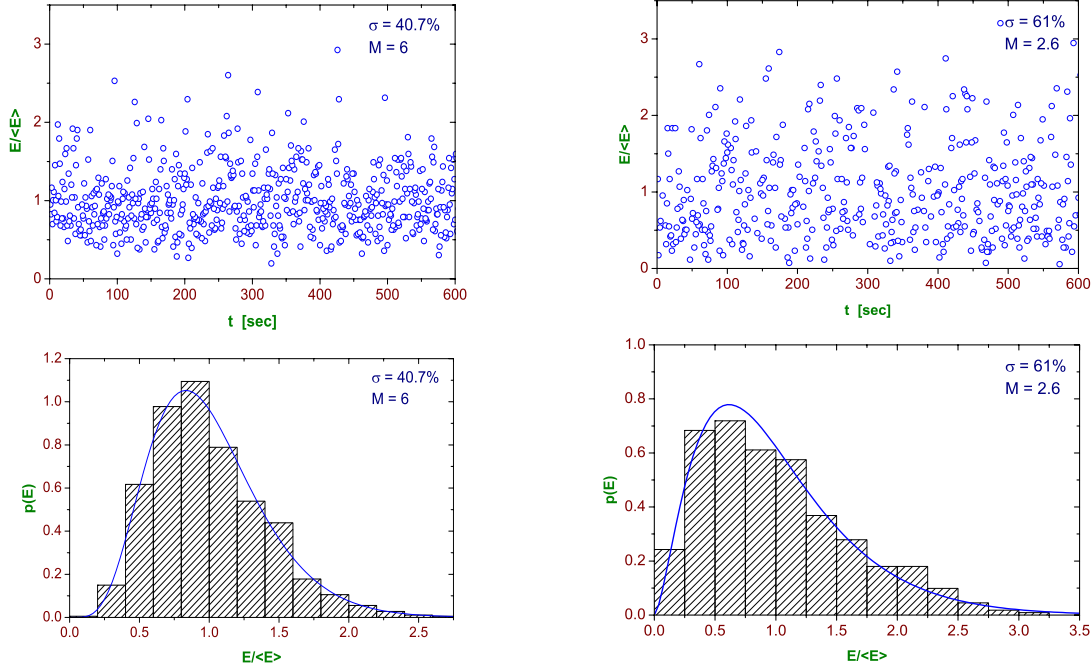 σ = 40.7%
M = 6
3
2
1
0
E/<E>
0 100 200 300 400 500 600
t [sec]
σ = 61%
M = 2.6
3
2
1
0
E/<E>
0 100 200 300 400 500 600
t [sec]
σ = 40.7%
M = 6
1.2
1.0
0.8
0.6
0.4
0.2
0.0
p(E)
0.0 0.5 1.0 1.5 2.0 2.5
E/<E>
σ = 61%
M = 2.6
1.0
0.8
0.6
0.4
0.2
0.0
p(E)
0.0 0.5 1.0 1.5 2.0 2.5 3.0 3.5
E/<E>